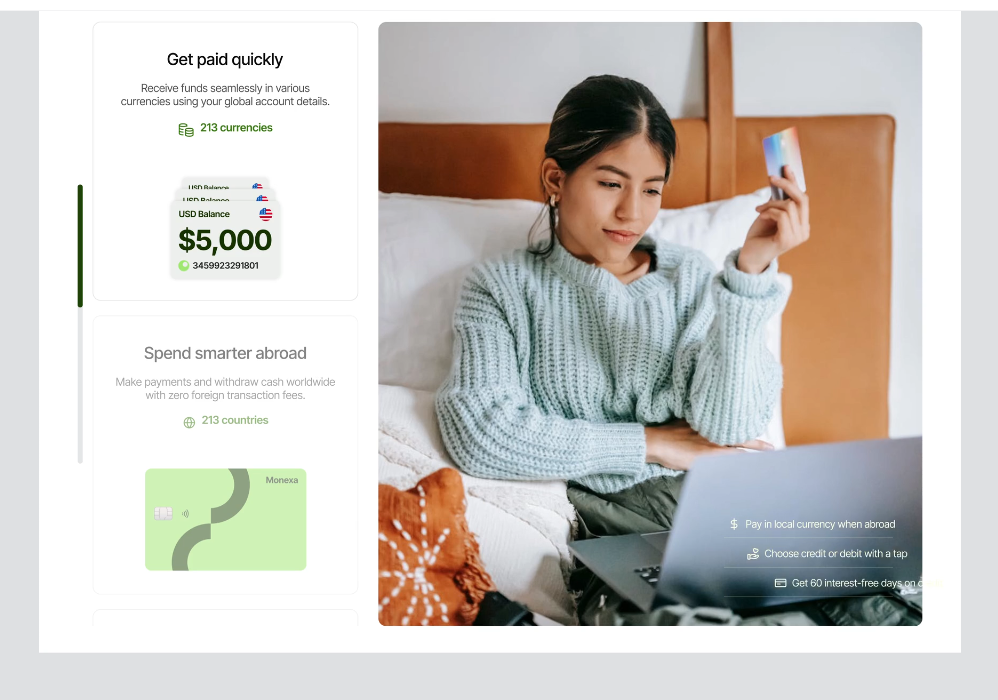 Get paid quickly
Receive funds seamlessly in various
currencies using your global account details.
213 currencies
USD Balance
USD Balance
USD Balance
$5,000
3459923291801
Spend smarter abroad
Make payments and withdraw cash worldwide
with zero foreign transaction fees.
213 countries
Monexa
Pay in local currency when abroad
Choose credit or debit with a tap
Get 60 interest-free days on